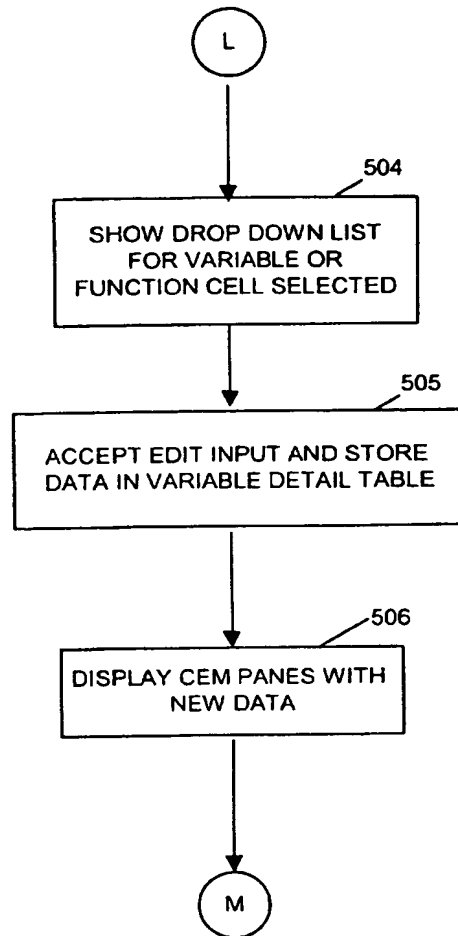 L
504
SHOW DROP DOWN LIST
FOR VARIABLE OR
FUNCTION CELL SELECTED
505
ACCEPT EDIT INPUT AND STORE
DATA IN VARIABLE DETAIL TABLE
506
DISPLAY CEM PANES WITH
NEW DATA
M